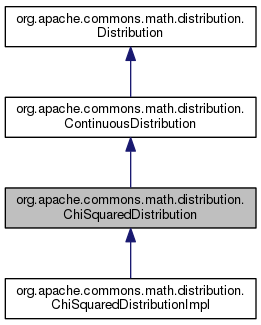 org.apache.commons.math.distribution.
Distribution
org.apache.commons.math.distribution.
ContinuousDistribution
org.apache.commons.math.distribution.
ChiSquaredDistribution
org.apache.commons.math.distribution.
ChiSquaredDistributionImpl